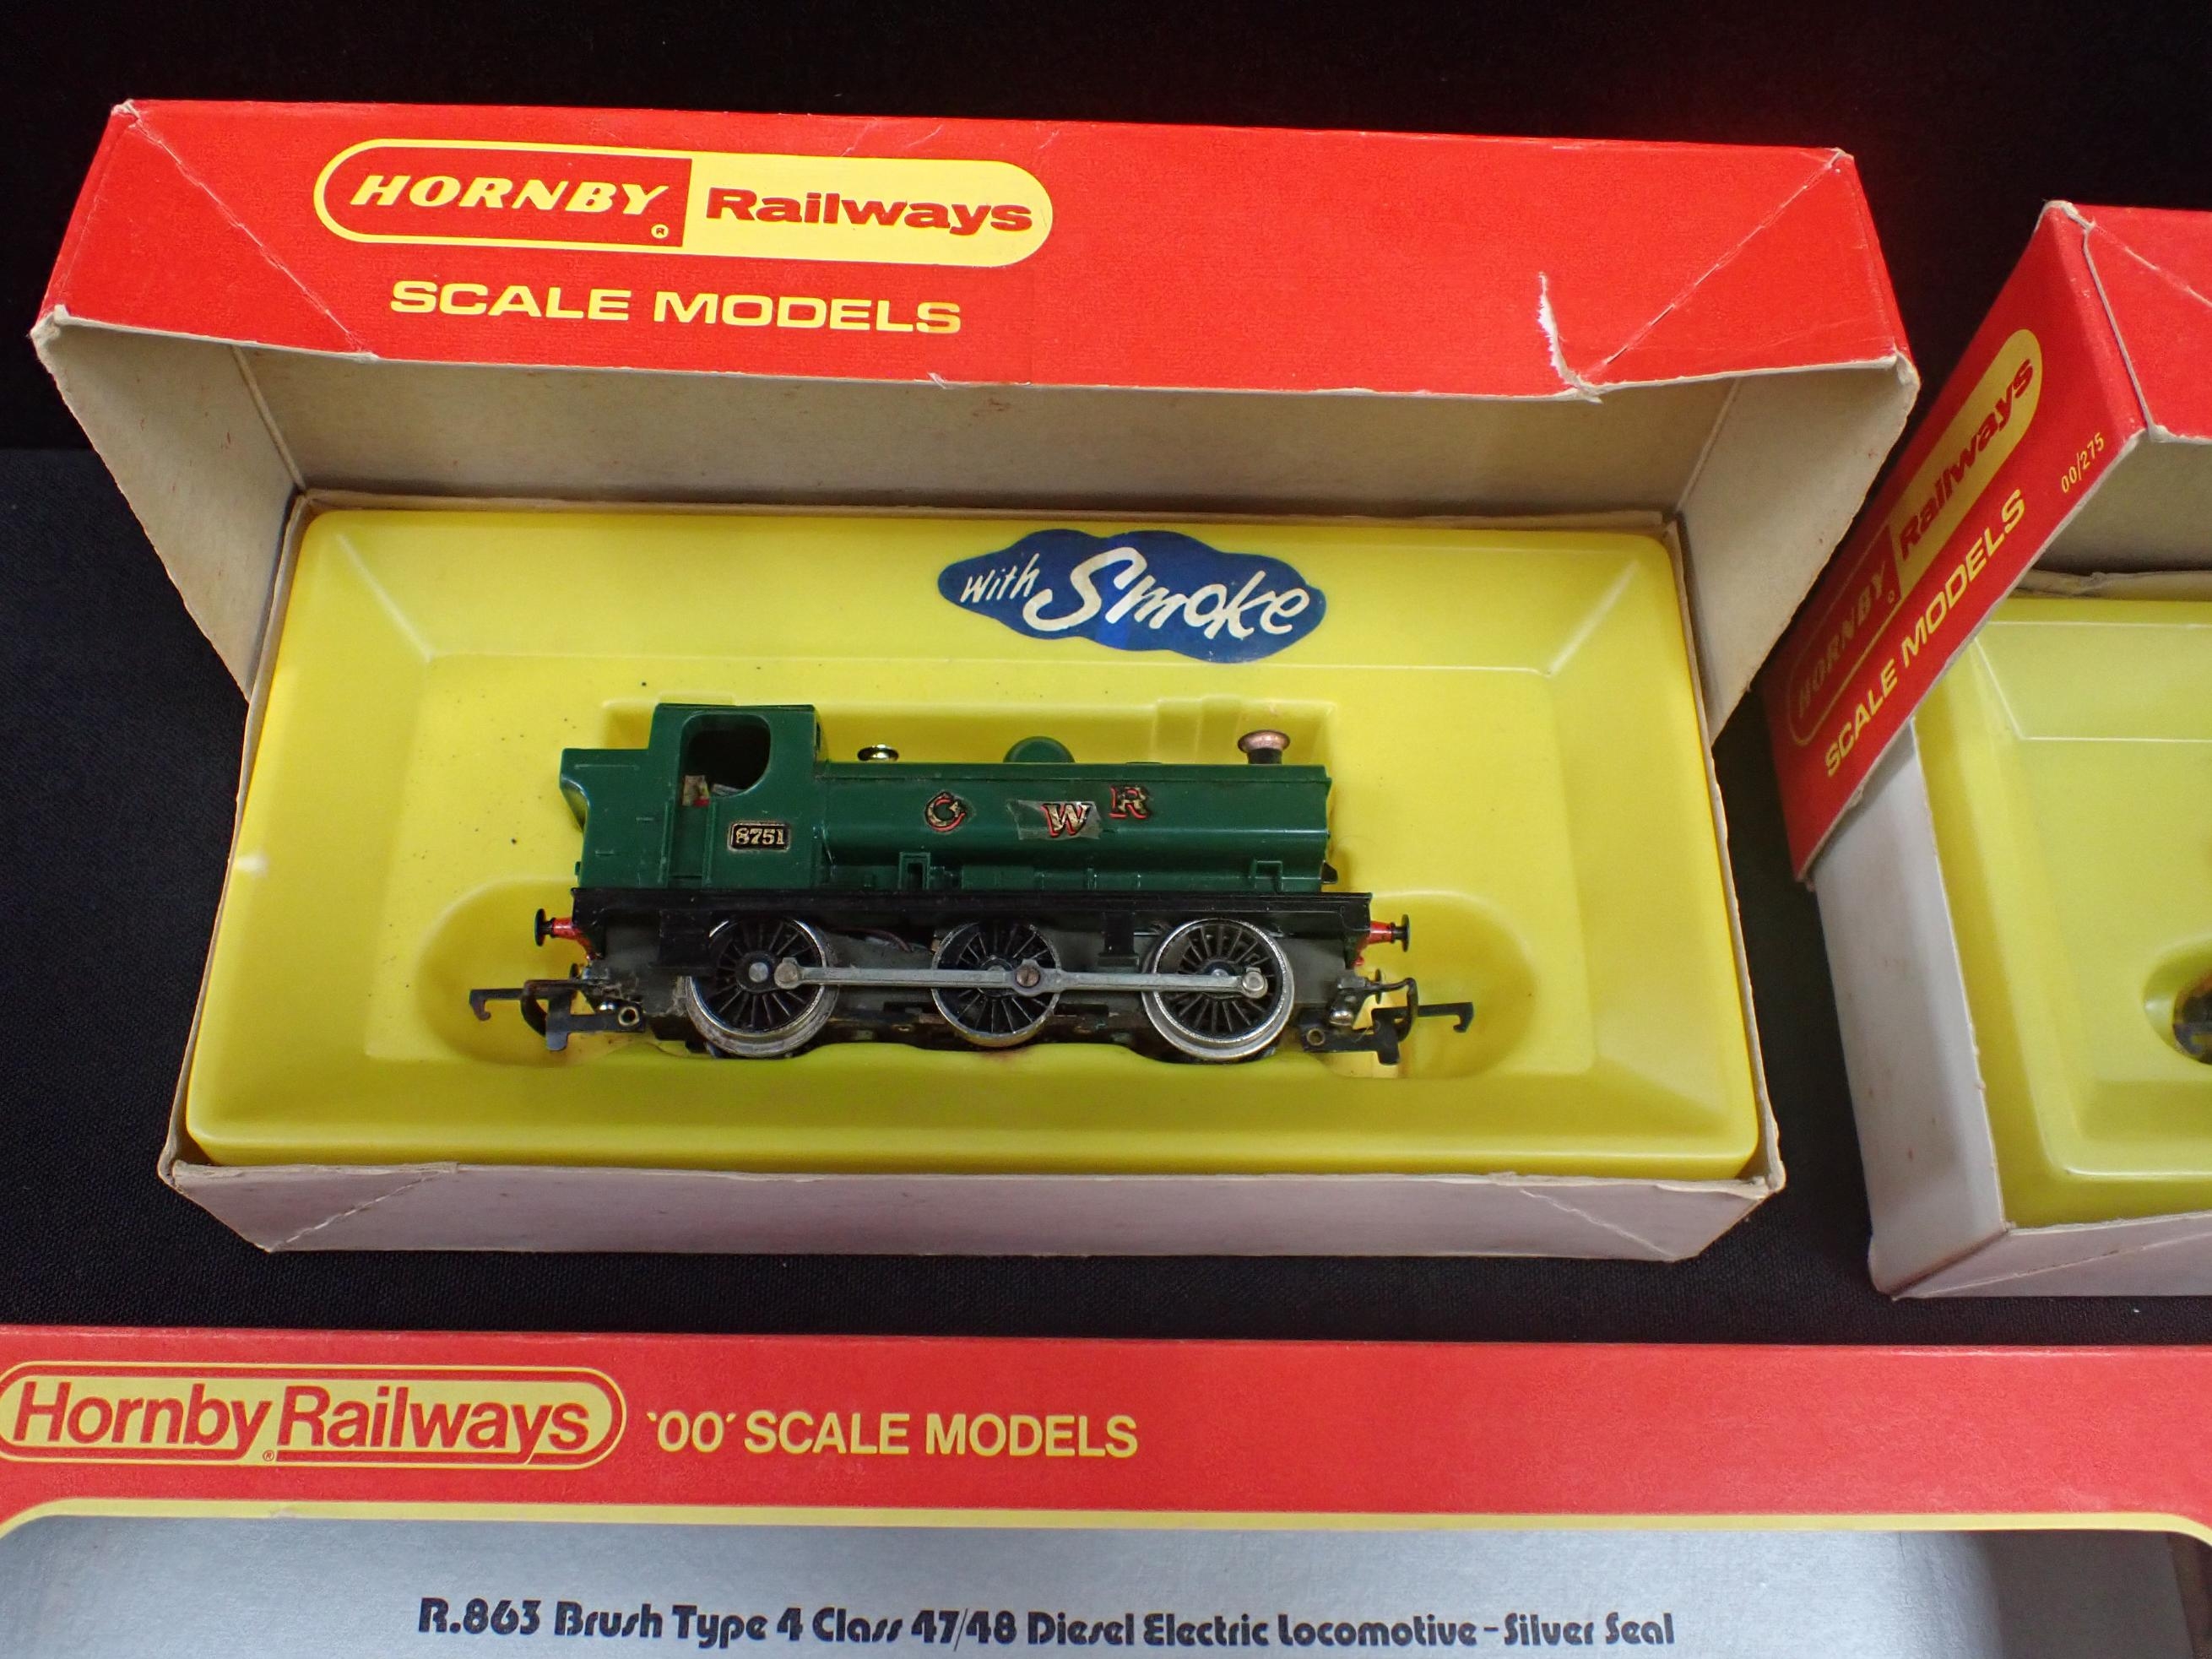 HORNBY Railways
SCALE MODELS
With Smoke
G W R
8751
HORNBY Railways
SCALE MODELS
00/275
Hornby Railways
'00' SCALE MODELS
R.863 Brush Type 4 Class 47/48 Diesel Electric Locomotive - Silver Seal